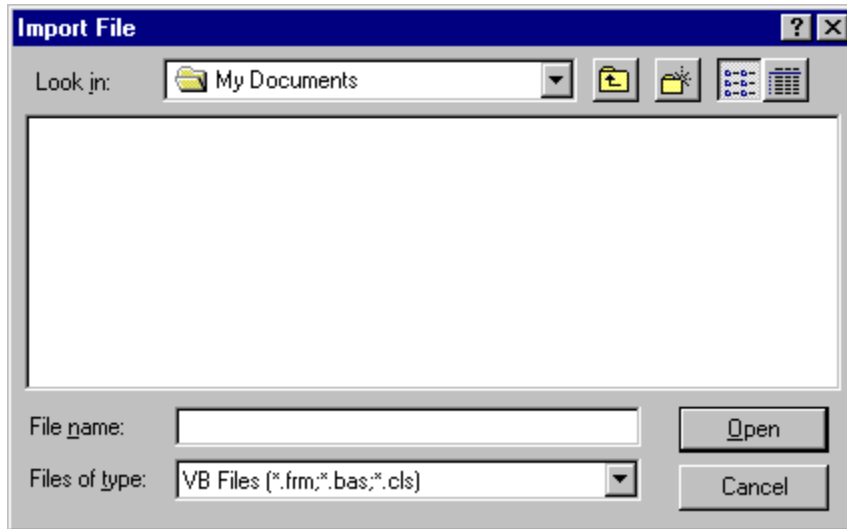 Import File
Look in:
My Documents
File name:
Open
Files of type:
VB Files (*.frm;*.bas;*.cls)
Cancel